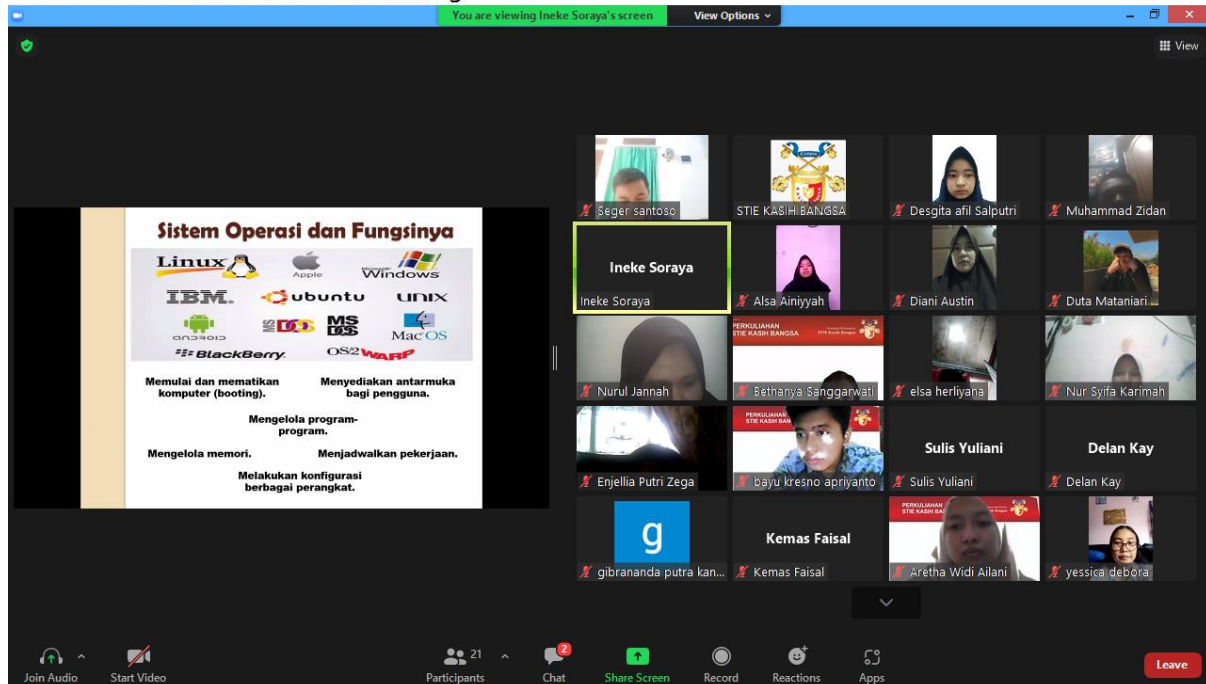 You are viewing Ineke Soraya's screen
View Options
View
Sistem Operasi dan Fungsinya
Linux
Apple
Microsoft
Windows
IBM.
ubuntu
UNIX
ANDROID
MS DOS
MS DOS
Mac OS
BlackBerry
OS/2 WARP
Memulai dan mematikan
komputer (booting).
Menyediakan antarmuka
bagi pengguna.
Mengelola program-
program.
Mengelola memori.
Menjadwalkan pekerjaan.
Melakukan konfigurasi
berbagai perangkat.
Seger santoso
STIE KASIH BANGSA
Desgita afil Salputri
Muhammad Zidan
Ineke Soraya
Ineke Soraya
Alsa Ainiyyah
Diani Austin
Duta Mataniari
Nurul Jannah
PERKULIAHAN
STIE KASIH BANGSA
Bethanya Sanggarwati
elsa herliyana
Nur Syifa Karimah
Enjellia Putri Zega
PERKULIAHAN
STIE KASIH BAN
bayu kresno apriyanto
Sulis Yuliani
Sulis Yuliani
Delan Kay
Delan Kay
g
gibrananda putra kan...
Kemas Faisal
Kemas Faisal
PERKULIAHAN
STIE KASIH BA
Aretha Widi Ailani
yessica debora
Join Audio
Start Video
21
Participants
2
Chat
Share Screen
Record
Reactions
Apps
Leave